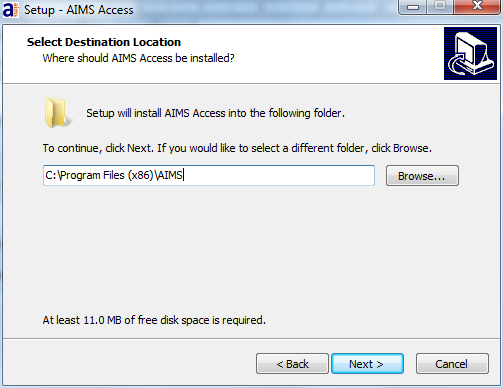 Setup - AIMS Access
Select Destination Location
Where should AIMS Access be installed?
Setup will install AIMS Access into the following folder.
To continue, click Next. If you would like to select a different folder, click Browse.
C:\Program Files (x86)\AIMS
Browse...
At least 11.0 MB of free disk space is required.
< Back
Next >
Cancel